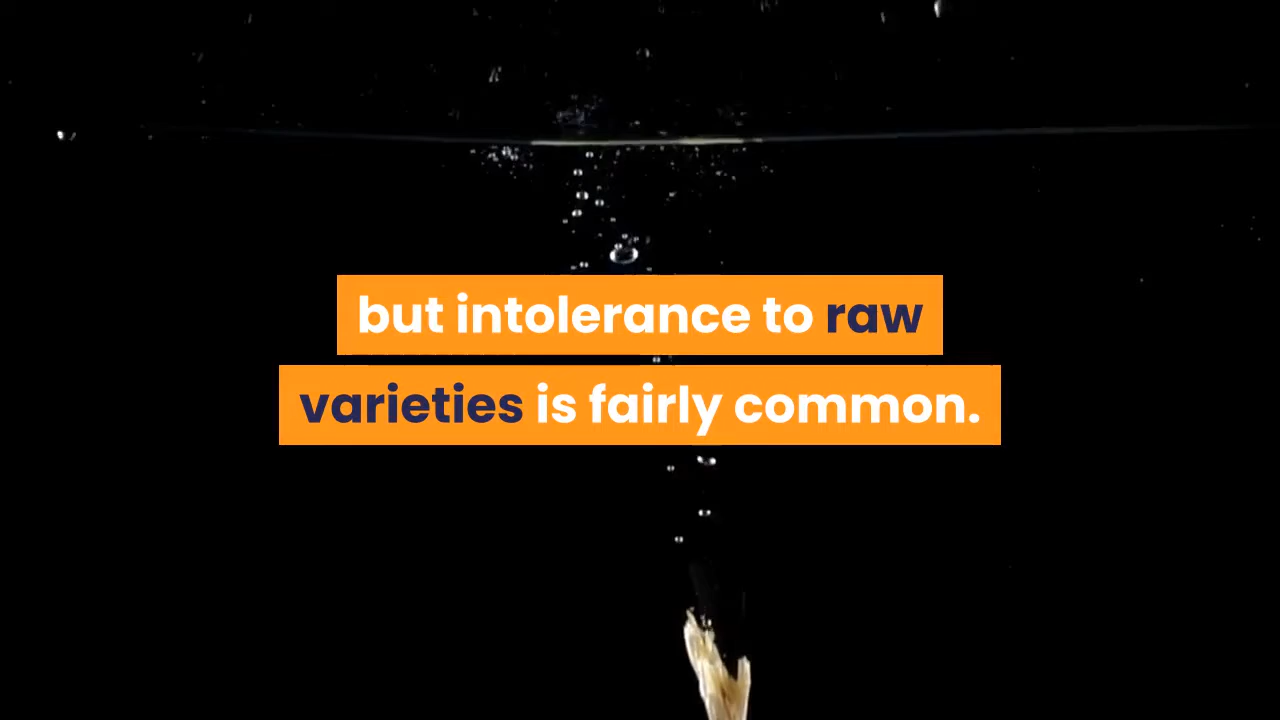 but intolerance to raw
varieties is fairly common.